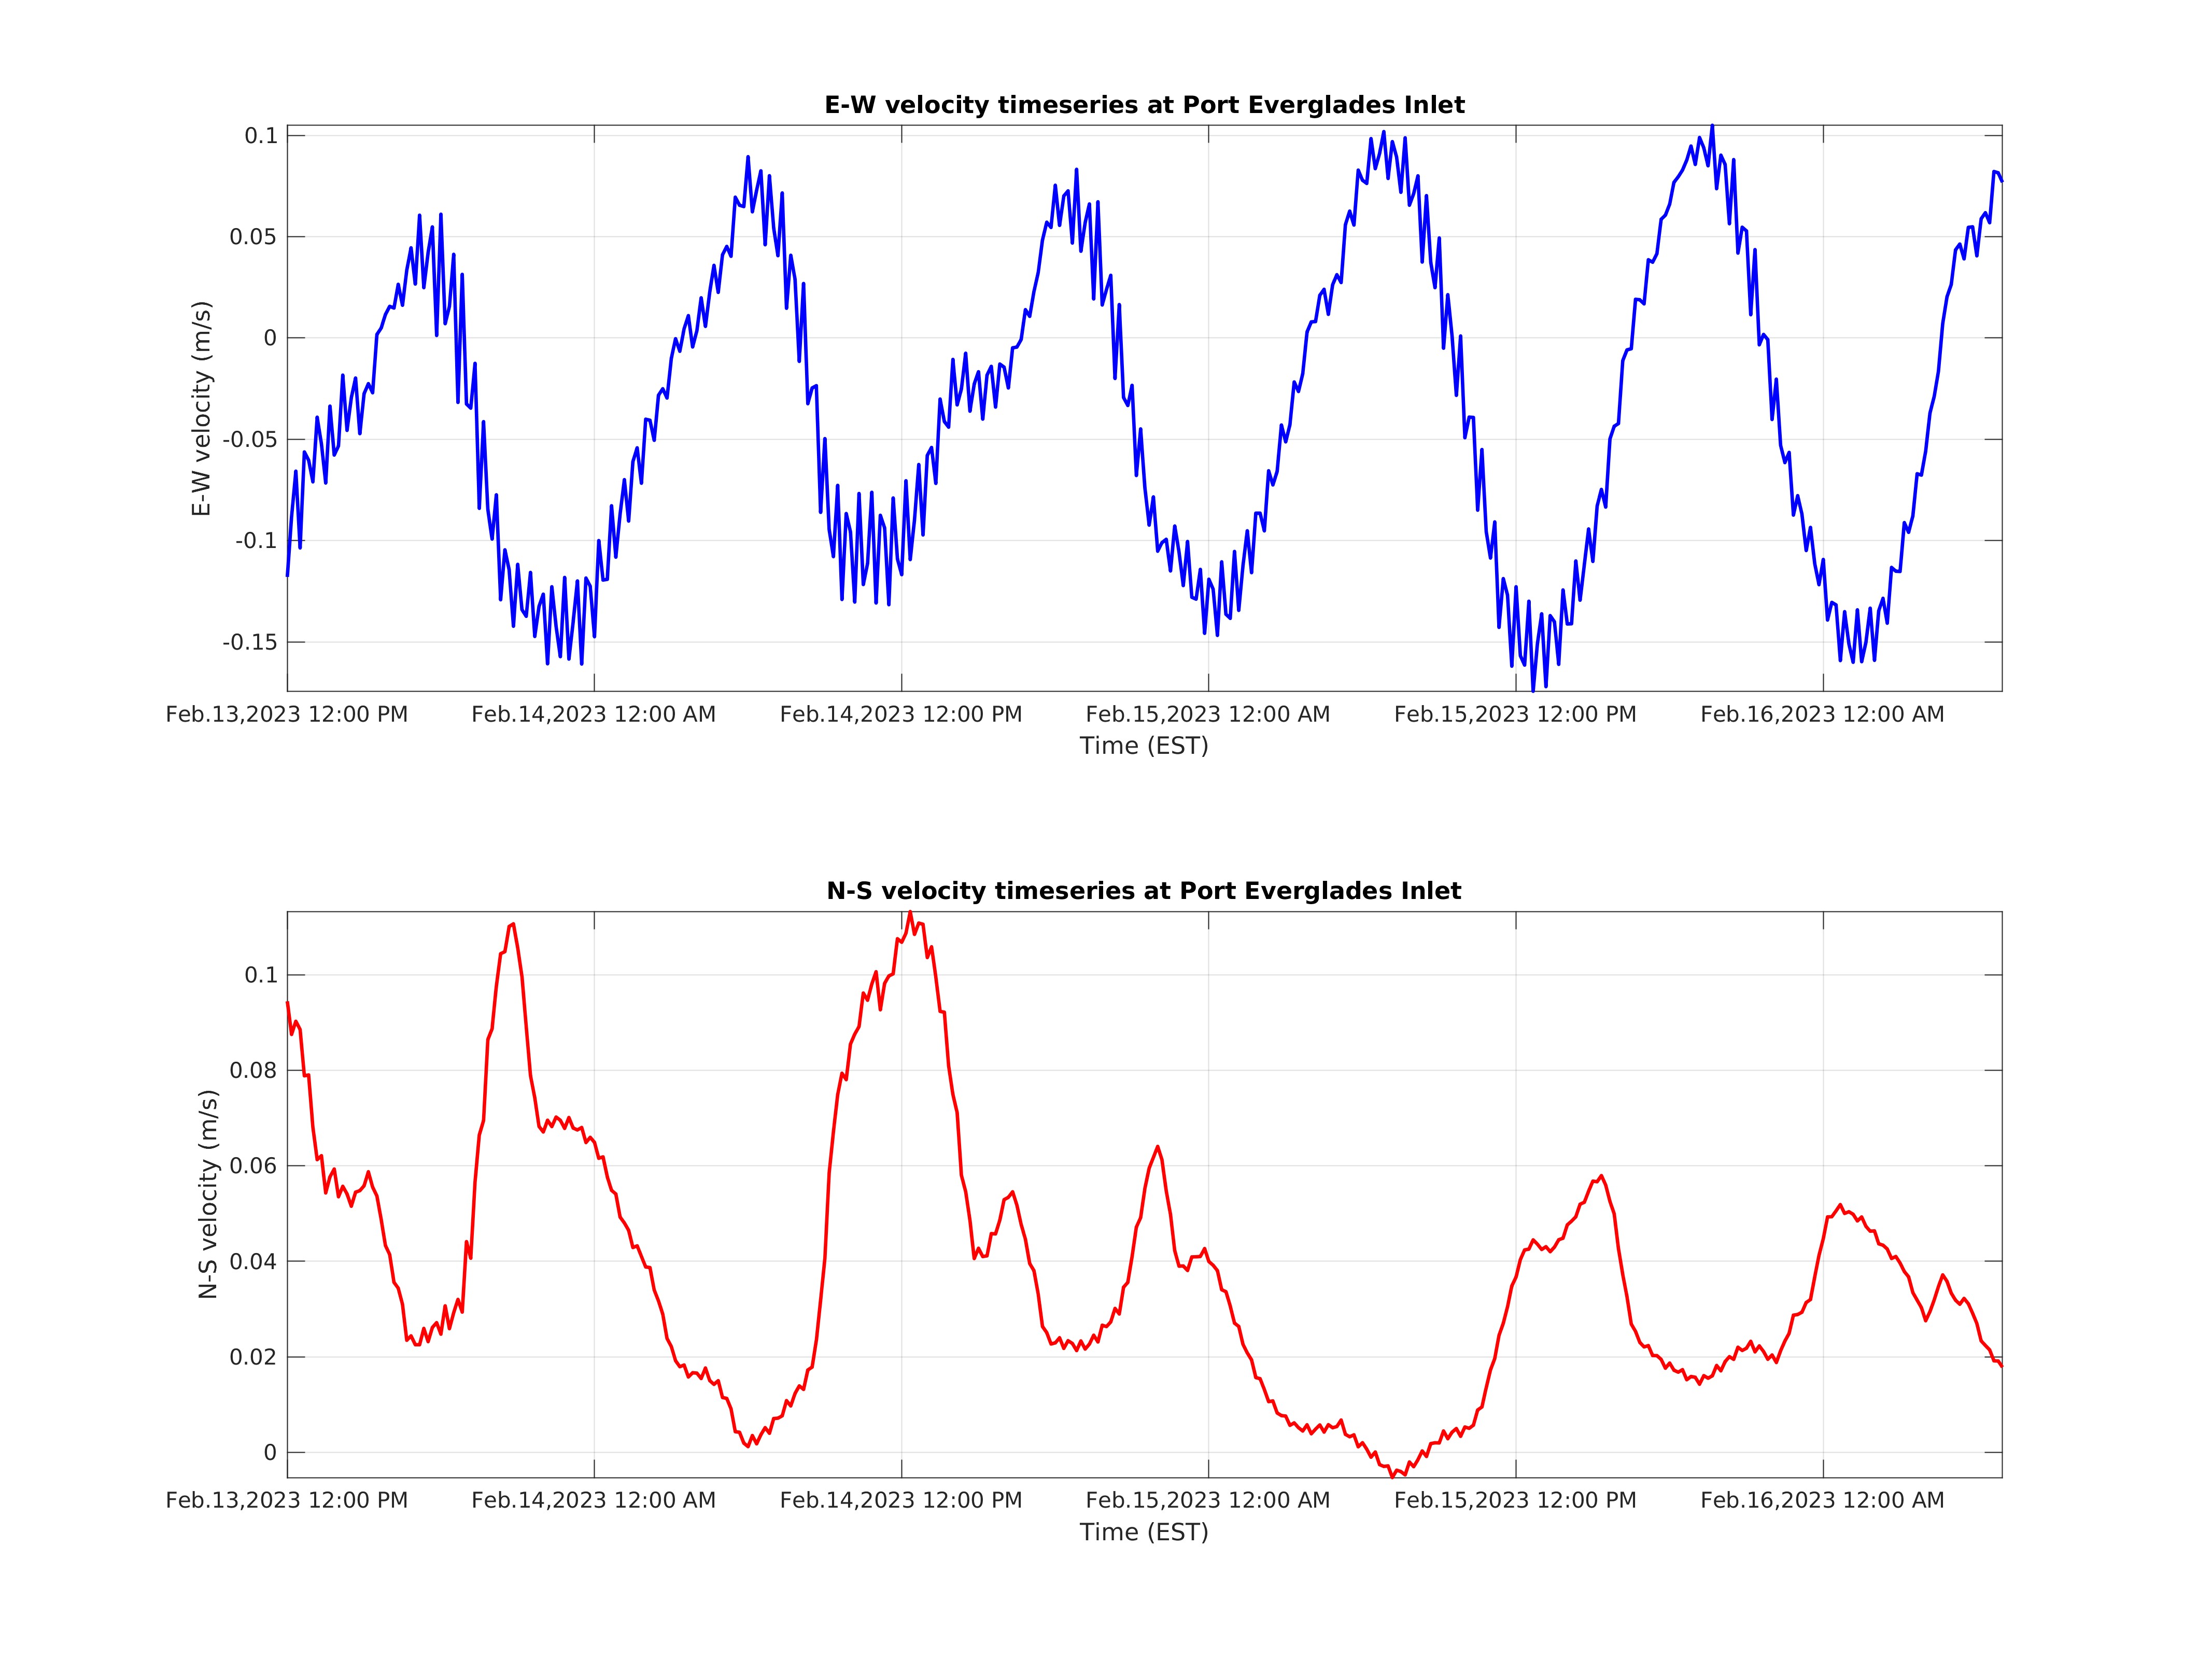 E-W velocity timeseries at Port Everglades Inlet
0.1
0.05
0
-0.05
-0.1
-0.15
E-W velocity (m/s)
Feb.13,2023 12:00 PM Feb.14,2023 12:00 AM Feb.14,2023 12:00 PM Feb.15,2023 12:00 AM Feb.15,2023 12:00 PM Feb.16,2023 12:00 AM
Time (EST)
N-S velocity timeseries at Port Everglades Inlet
0.1
0.08
0.06
0.04
0.02
0
N-S velocity (m/s)
Feb.13,2023 12:00 PM Feb.14,2023 12:00 AM Feb.14,2023 12:00 PM Feb.15,2023 12:00 AM Feb.15,2023 12:00 PM Feb.16,2023 12:00 AM
Time (EST)